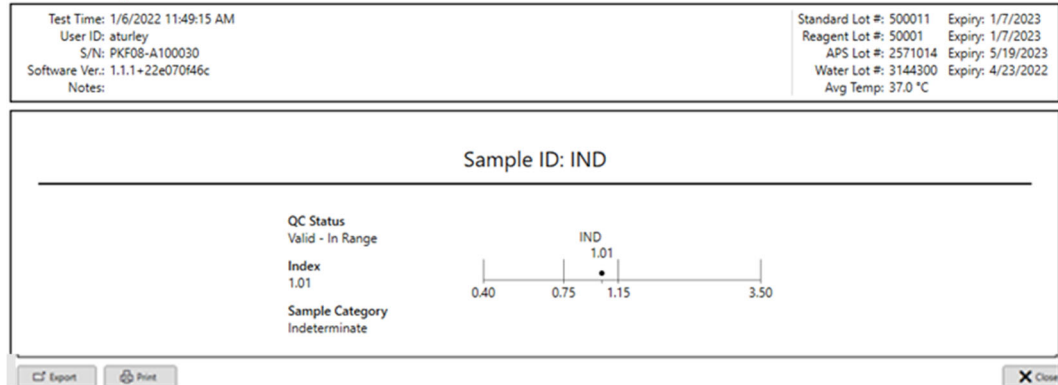 Test Time: 1/6/2022 11:49:15 AM
User ID: aturley
S/N: PKF08-A100030
Software Ver.: 1.1.1+22e070f46c
Notes:
Standard Lot #: 500011 Expiry: 1/7/2023
Reagent Lot #: 50001 Expiry: 1/7/2023
APS Lot #: 2571014 Expiry: 5/19/2023
Water Lot #: 3144300 Expiry: 4/23/2022
Avg Temp: 37.0 °C
Sample ID: IND
QC Status
Valid - In Range
Index
1.01
Sample Category
Indeterminate
IND
1.01
0.40 0.75 1.15 3.50
Export Print Close